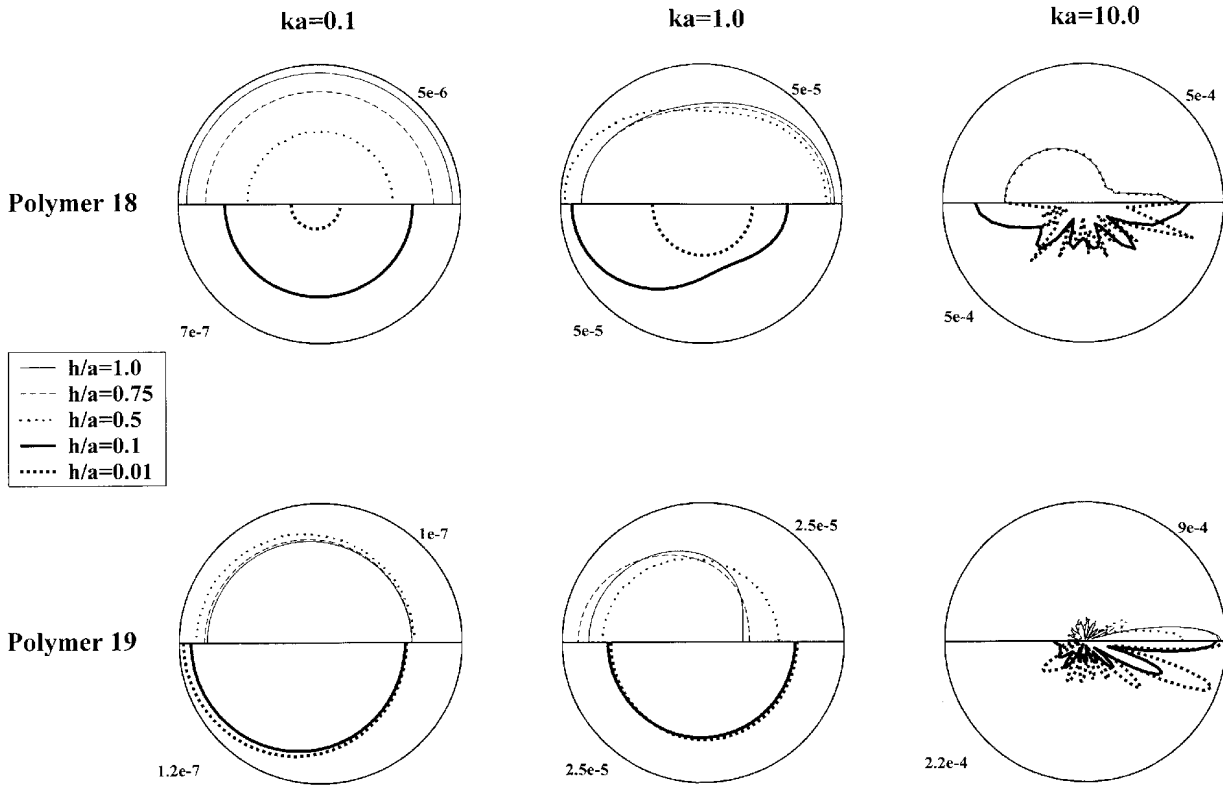 ka=0.1
ka=1.0
ka=10.0
Polymer 18
5e-6
5e-5
5e-4
7e-7
5e-5
5e-4
h/a=1.0
h/a=0.75
h/a=0.5
h/a=0.1
h/a=0.01
Polymer 19
1e-7
2.5e-5
9e-4
1.2e-7
2.5e-5
2.2e-4